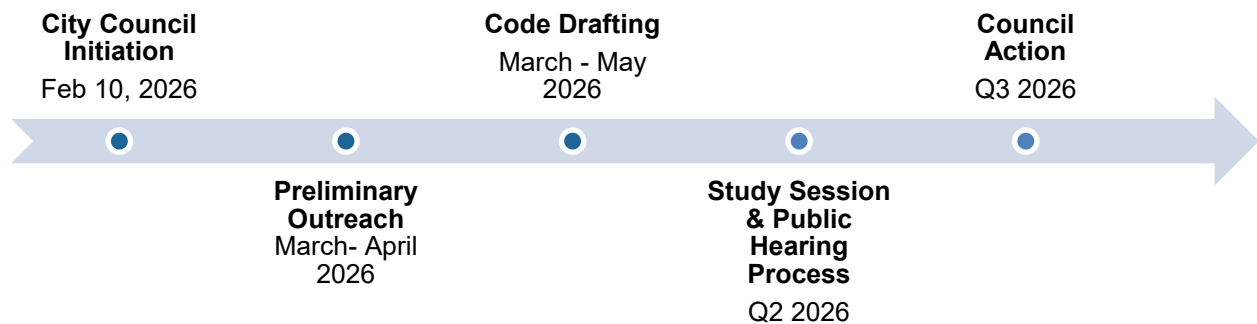 City Council
Initiation
Feb 10, 2026
Preliminary
Outreach
March- April
2026
Code Drafting
March - May
2026
Study Session
& Public
Hearing
Process
Q2 2026
Council
Action
Q3 2026